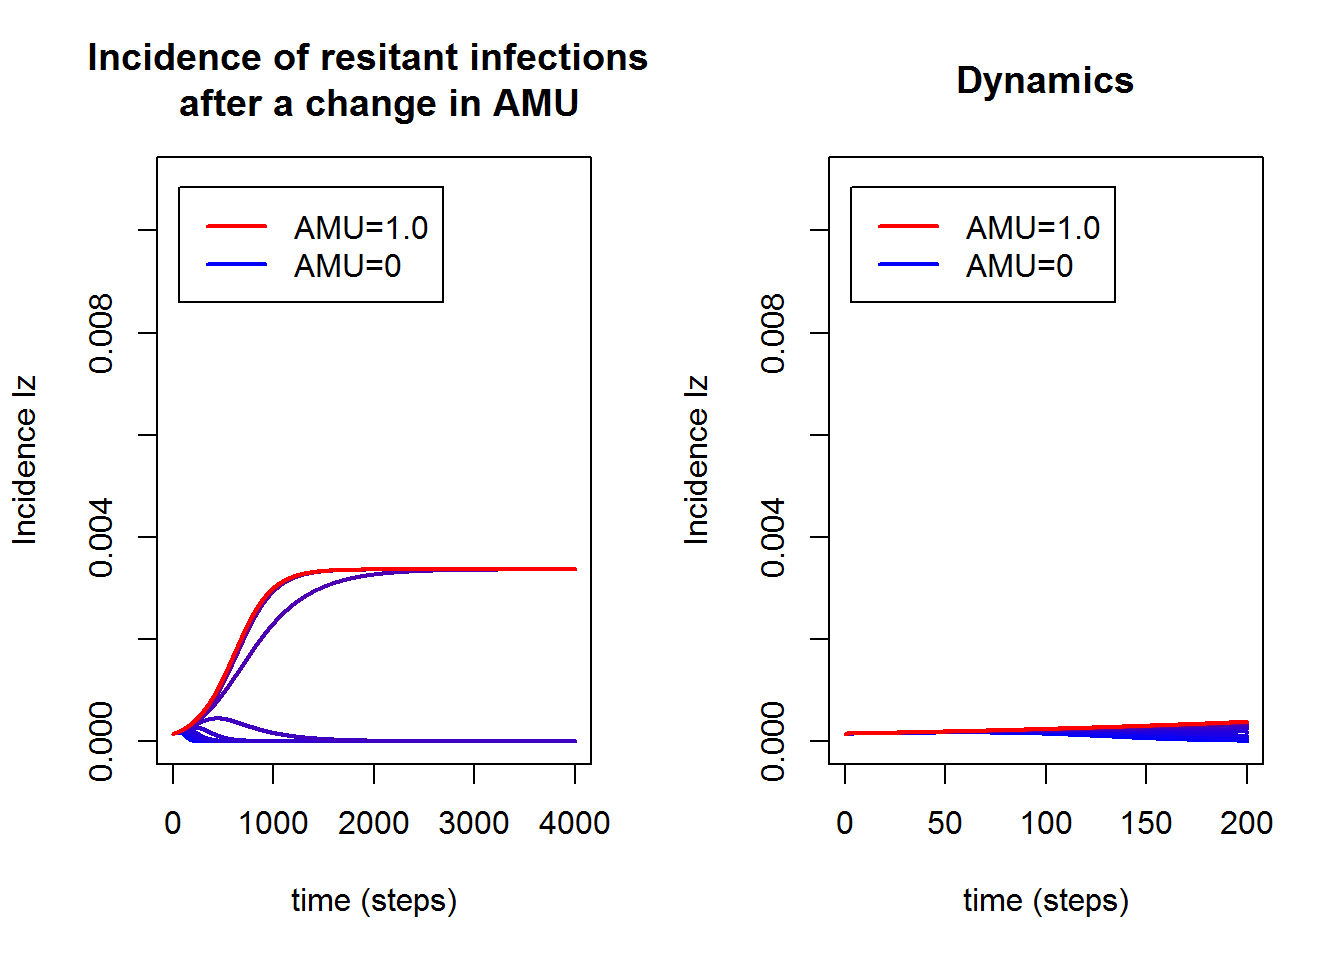 Incidence of resitant infections
after a change in AMU
AMU=1.0
AMU=0
Incidence Iz
0.008
0.004
0.000
0 1000 2000 3000 4000
time (steps)
Dynamics
AMU=1.0
AMU=0
Incidence Iz
0.008
0.004
0.000
0 50 100 150 200
time (steps)